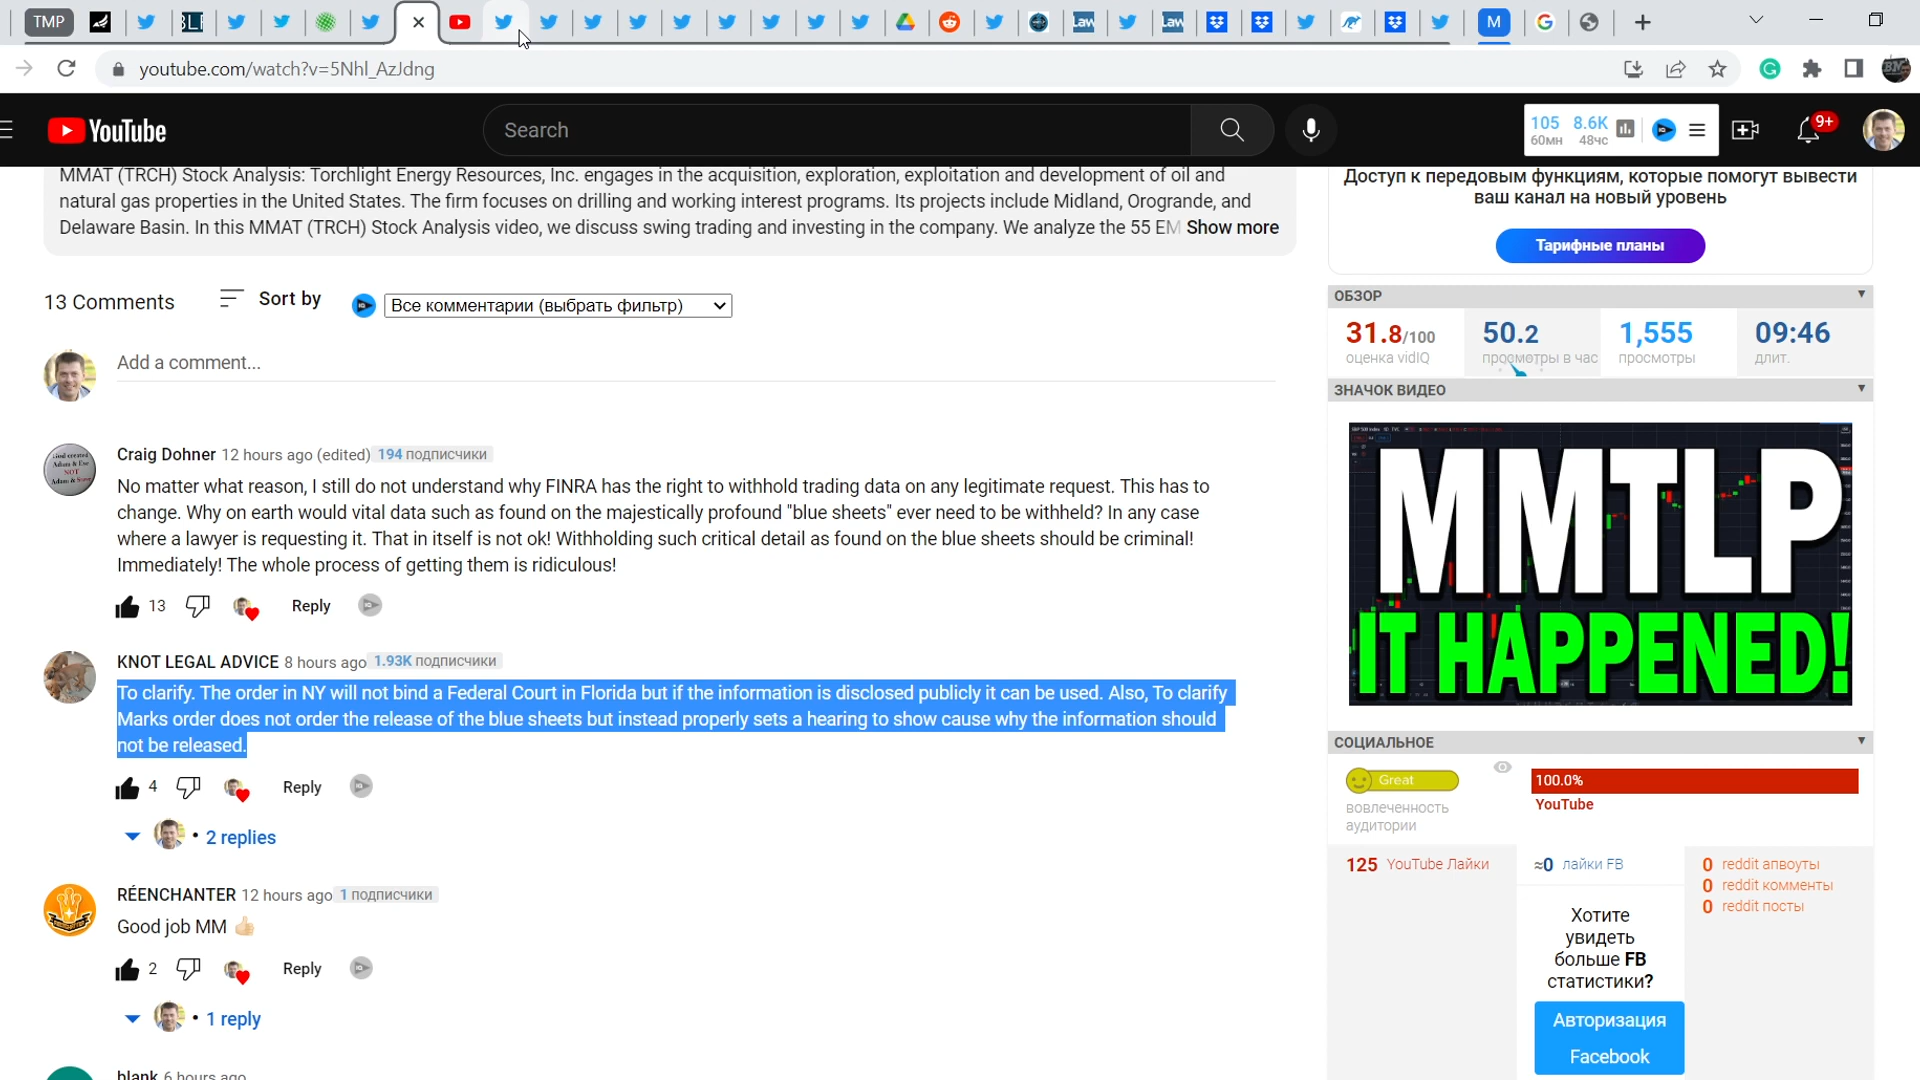 TMP
BLF
Law
Law
M
youtube.com/watch?v=5Nhl_AzJdng
YouTube
Search
105 8.6K
60мн 48чс
9+
MMAT (TRCH) Stock Analysis: Torchlight Energy Resources, Inc. engages in the acquisition, exploration, exploitation and development of oil and
natural gas properties in the United States. The firm focuses on drilling and working interest programs. Its projects include Midland, Orogrande, and
Delaware Basin. In this MMAT (TRCH) Stock Analysis video, we discuss swing trading and investing in the company. We analyze the 55 EM Show more
Доступ к передовым функциям, которые помогут вывести
ваш канал на новый уровень
Тарифные планы
13 Comments
Sort by
Все комментарии (выбрать фильтр)
Add a comment...
ОБЗОР
31.8/100 50.2 1,555 09:46
оценка vidIQ просмотры в час просмотры длит.
ЗНАЧОК ВИДЕО
MMTLP
IT HAPPENED!
Craig Dohner 12 hours ago (edited) 194 подписчики
No matter what reason, I still do not understand why FINRA has the right to withhold trading data on any legitimate request. This has to
change. Why on earth would vital data such as found on the majestically profound "blue sheets" ever need to be withheld? In any case
where a lawyer is requesting it. That in itself is not ok! Withholding such critical detail as found on the blue sheets should be criminal!
Immediately! The whole process of getting them is ridiculous!
13 Reply
KNOT LEGAL ADVICE 8 hours ago 1.93K подписчики
To clarify. The order in NY will not bind a Federal Court in Florida but if the information is disclosed publicly it can be used. Also, To clarify
Marks order does not order the release of the blue sheets but instead properly sets a hearing to show cause why the information should
not be released.
4 Reply
2 replies
RÉENCHANTER 12 hours ago 1 подписчики
Good job MM 👍🏻
2 Reply
1 reply
blank 6 hours ago
СОЦИАЛЬНОЕ
Great
вовлеченность
аудитории
100.0%
YouTube
125 YouTube Лайки
≈0 лайки FB
0 reddit апвоуты
0 reddit комменты
0 reddit посты
Хотите
увидеть
больше FB
статистики?
Авторизация
Facebook